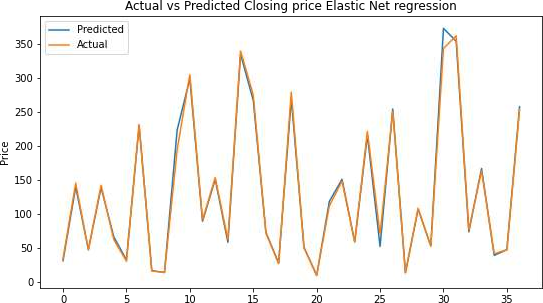 Actual vs Predicted Closing price Elastic Net regression
Predicted
Actual
Price
350
300
250
200
150
100
50
0
0 5 10 15 20 25 30 35